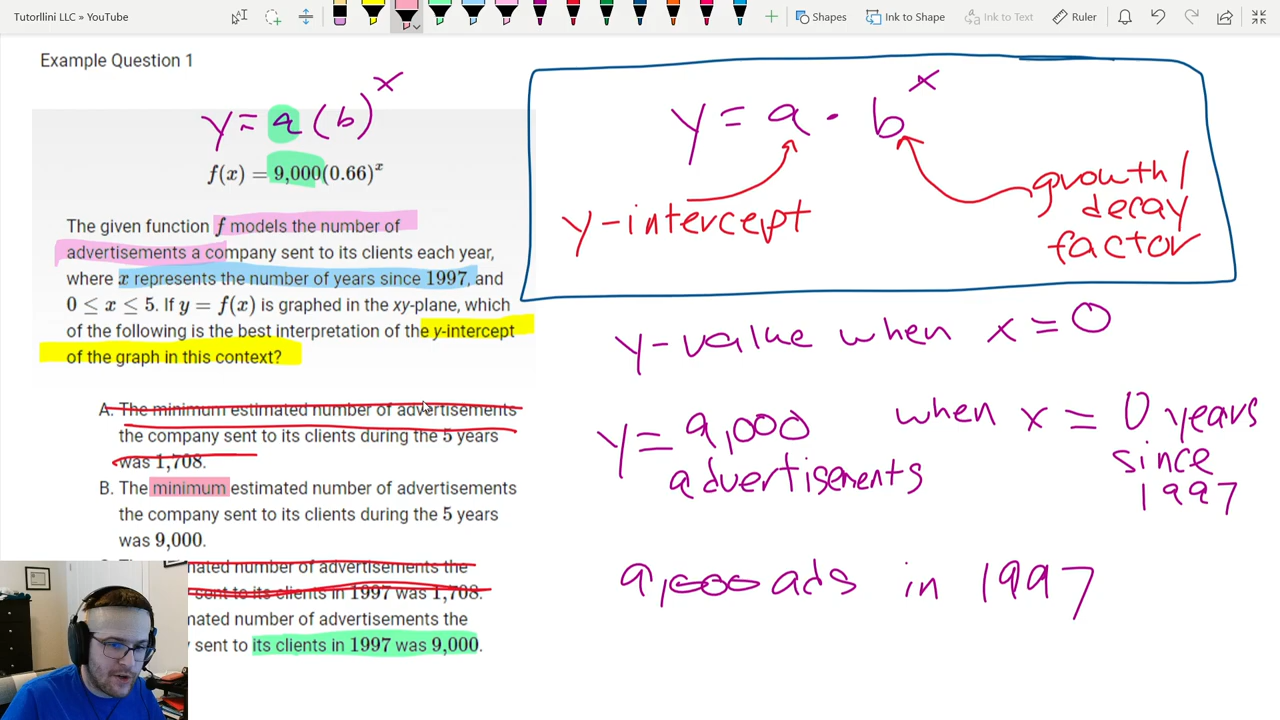 Tutorllini LLC » YouTube
Shapes
Ink to Shape
Ink to Text
Ruler
Example Question 1
y = a (b)^x
f(x) = 9,000(0.66)^x
The given function f models the number of
advertisements a company sent to its clients each year,
where x represents the number of years since 1997, and
0 ≤ x ≤ 5. If y = f(x) is graphed in the xy-plane, which
of the following is the best interpretation of the y-intercept
of the graph in this context?
A. The minimum estimated number of advertisements
the company sent to its clients during the 5 years
was 1,708.
B. The minimum estimated number of advertisements
the company sent to its clients during the 5 years
was 9,000.
number of advertisements the
sent to its clients in 1997 was 1,708.
number of advertisements the
sent to its clients in 1997 was 9,000.
y = a · b^x
y-intercept
growth/
decay
factor
y-value when x = 0
y = 9,000 when x = 0 years
advertisements since
1997
9,000 ads in 1997